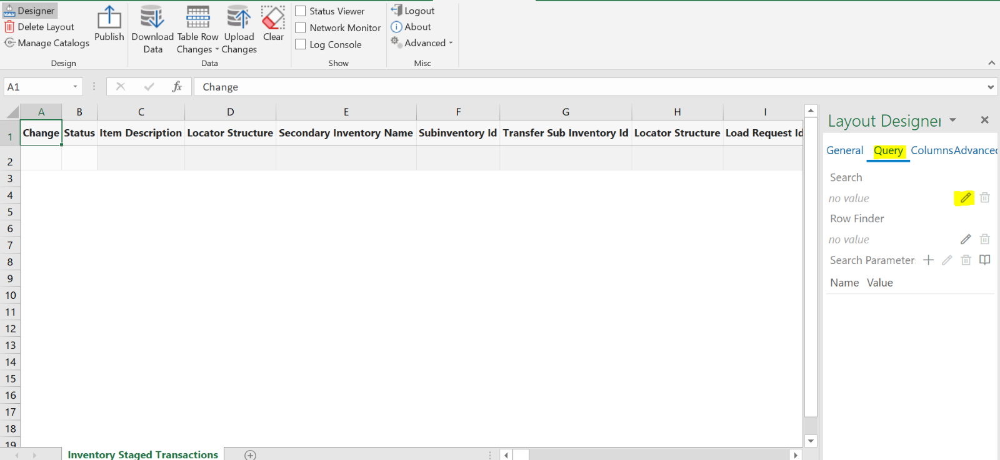 Designer
Delete Layout
Manage Catalogs
Publish
Design
Download Data
Table Row Changes
Upload Changes
Clear
Data
Status Viewer
Network Monitor
Log Console
Show
Logout
About
Advanced
Misc
A1
fx
Change
A B C D E F G H I
1 Change Status Item Description Locator Structure Secondary Inventory Name Subinventory Id Transfer Sub Inventory Id Locator Structure Load Request Id
2
3
4
5
6
7
8
9
10
11
12
13
14
15
16
17
18
19
Inventory Staged Transactions
Layout Designer
General Query Columns Advanced
Search
no value
Row Finder
no value
Search Parameter
Name Value